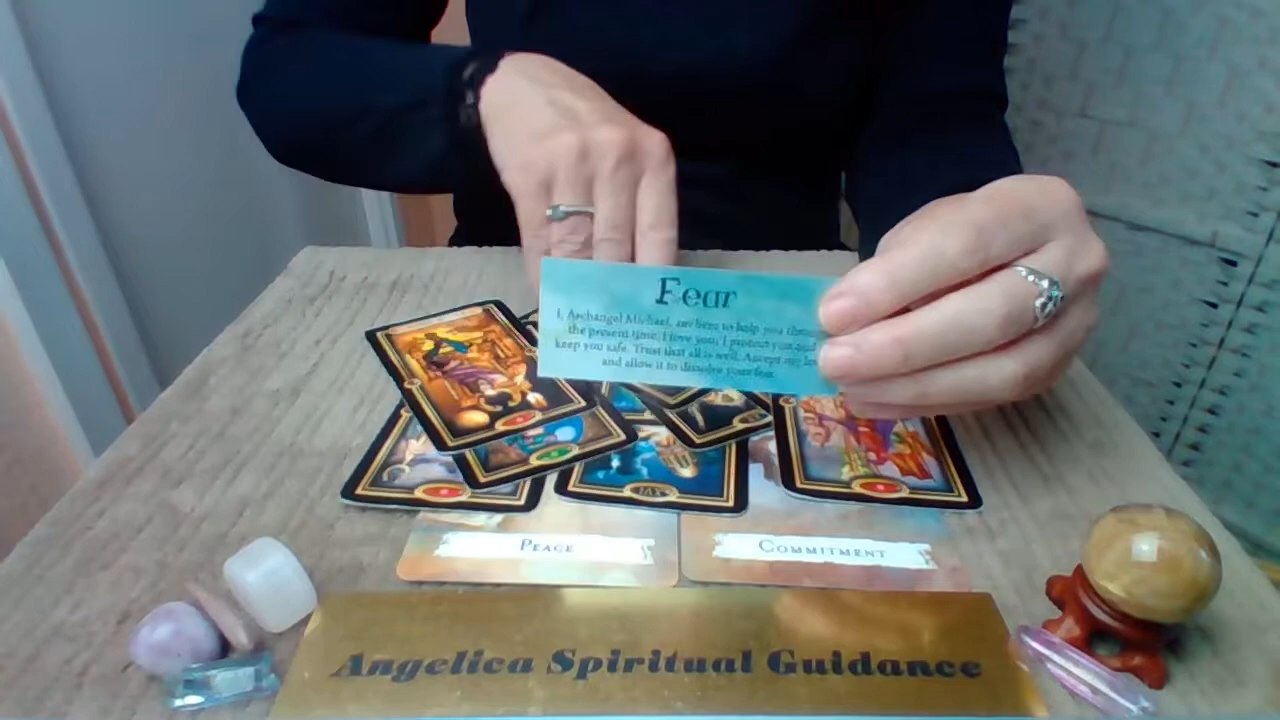 Fear
I, Archangel Michael, am here to help you
the present time. I love you, I protect you and
keep you safe. Trust that all is well. Accept my
and allow it to dissolve your fear.
PEACE
COMMITMENT
Angelica Spiritual Guidance